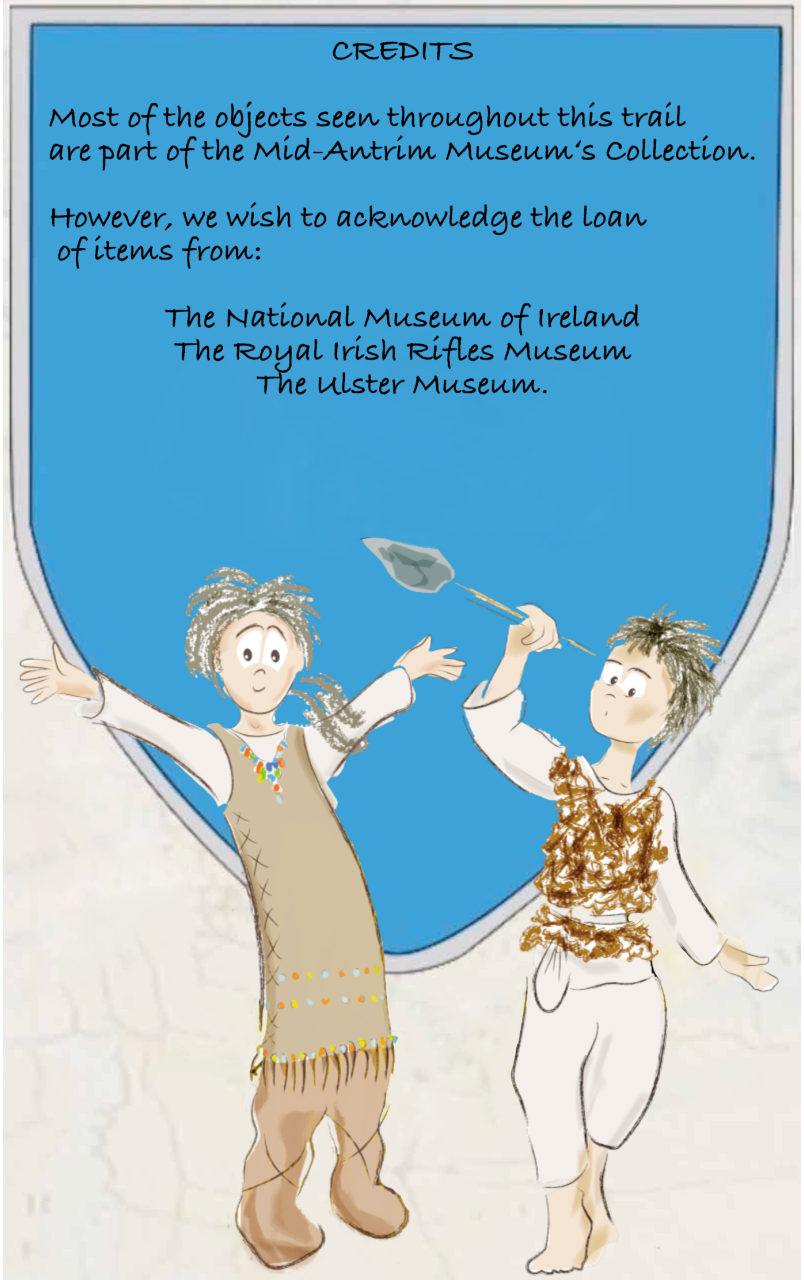 CREDITS
Most of the objects seen throughout this trail
are part of the Mid-Antrim Museum‘s Collection.
However, we wish to acknowledge the loan
of items from:
The National Museum of Ireland
The Royal Irish Rifles Museum
The Ulster Museum.